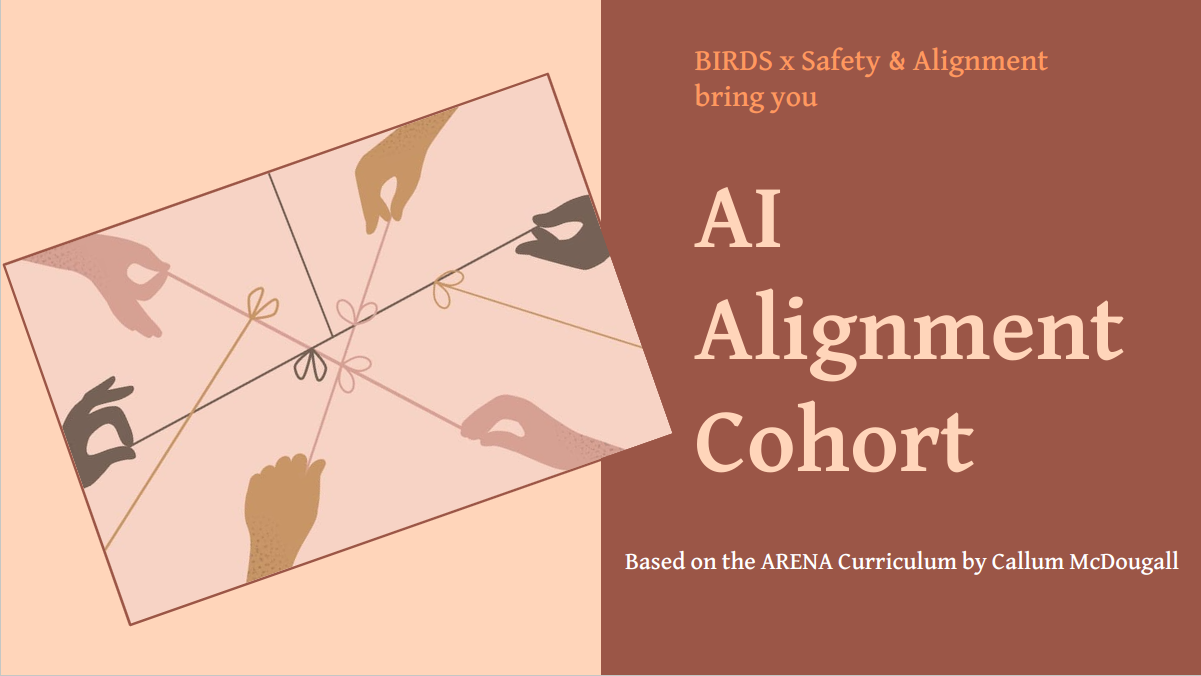 BIRDS x Safety & Alignment
bring you
AI
Alignment
Cohort
Based on the ARENA Curriculum by Callum McDougall